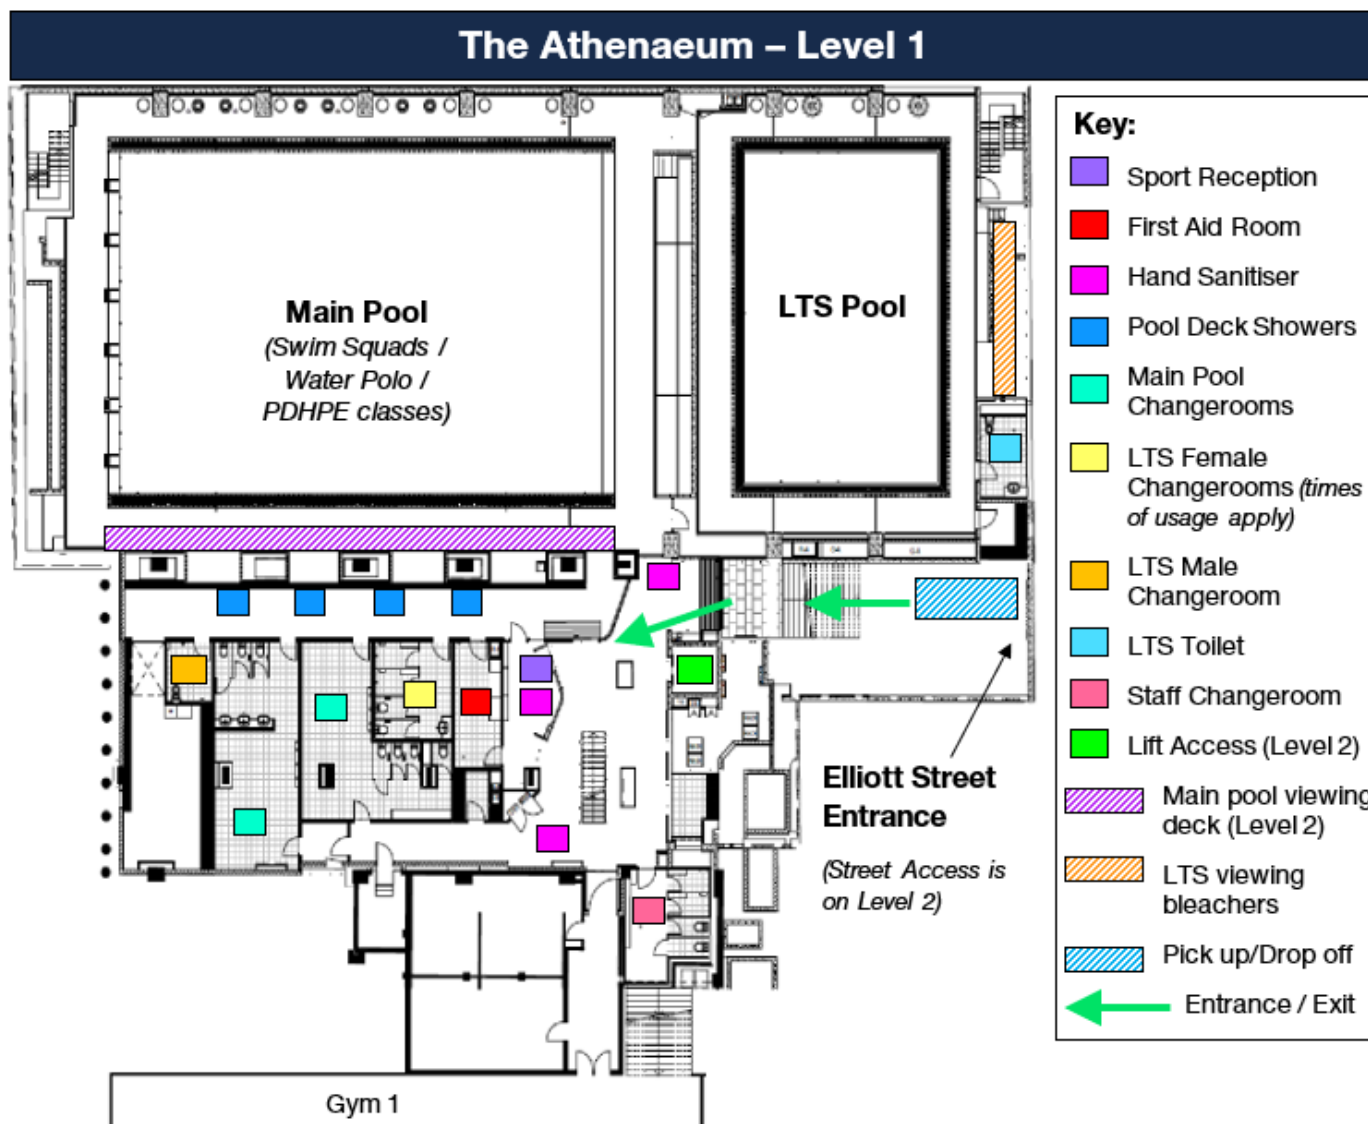 The Athenaeum – Level 1
Main Pool
(Swim Squads /
Water Polo /
PDHPE classes)
LTS Pool
Elliott Street
Entrance
(Street Access is
on Level 2)
Gym 1
Key:
Sport Reception
First Aid Room
Hand Sanitiser
Pool Deck Showers
Main Pool
Changerooms
LTS Female
Changerooms (times
of usage apply)
LTS Male
Changeroom
LTS Toilet
Staff Changeroom
Lift Access (Level 2)
Main pool viewing
deck (Level 2)
LTS viewing
bleachers
Pick up/Drop off
Entrance / Exit